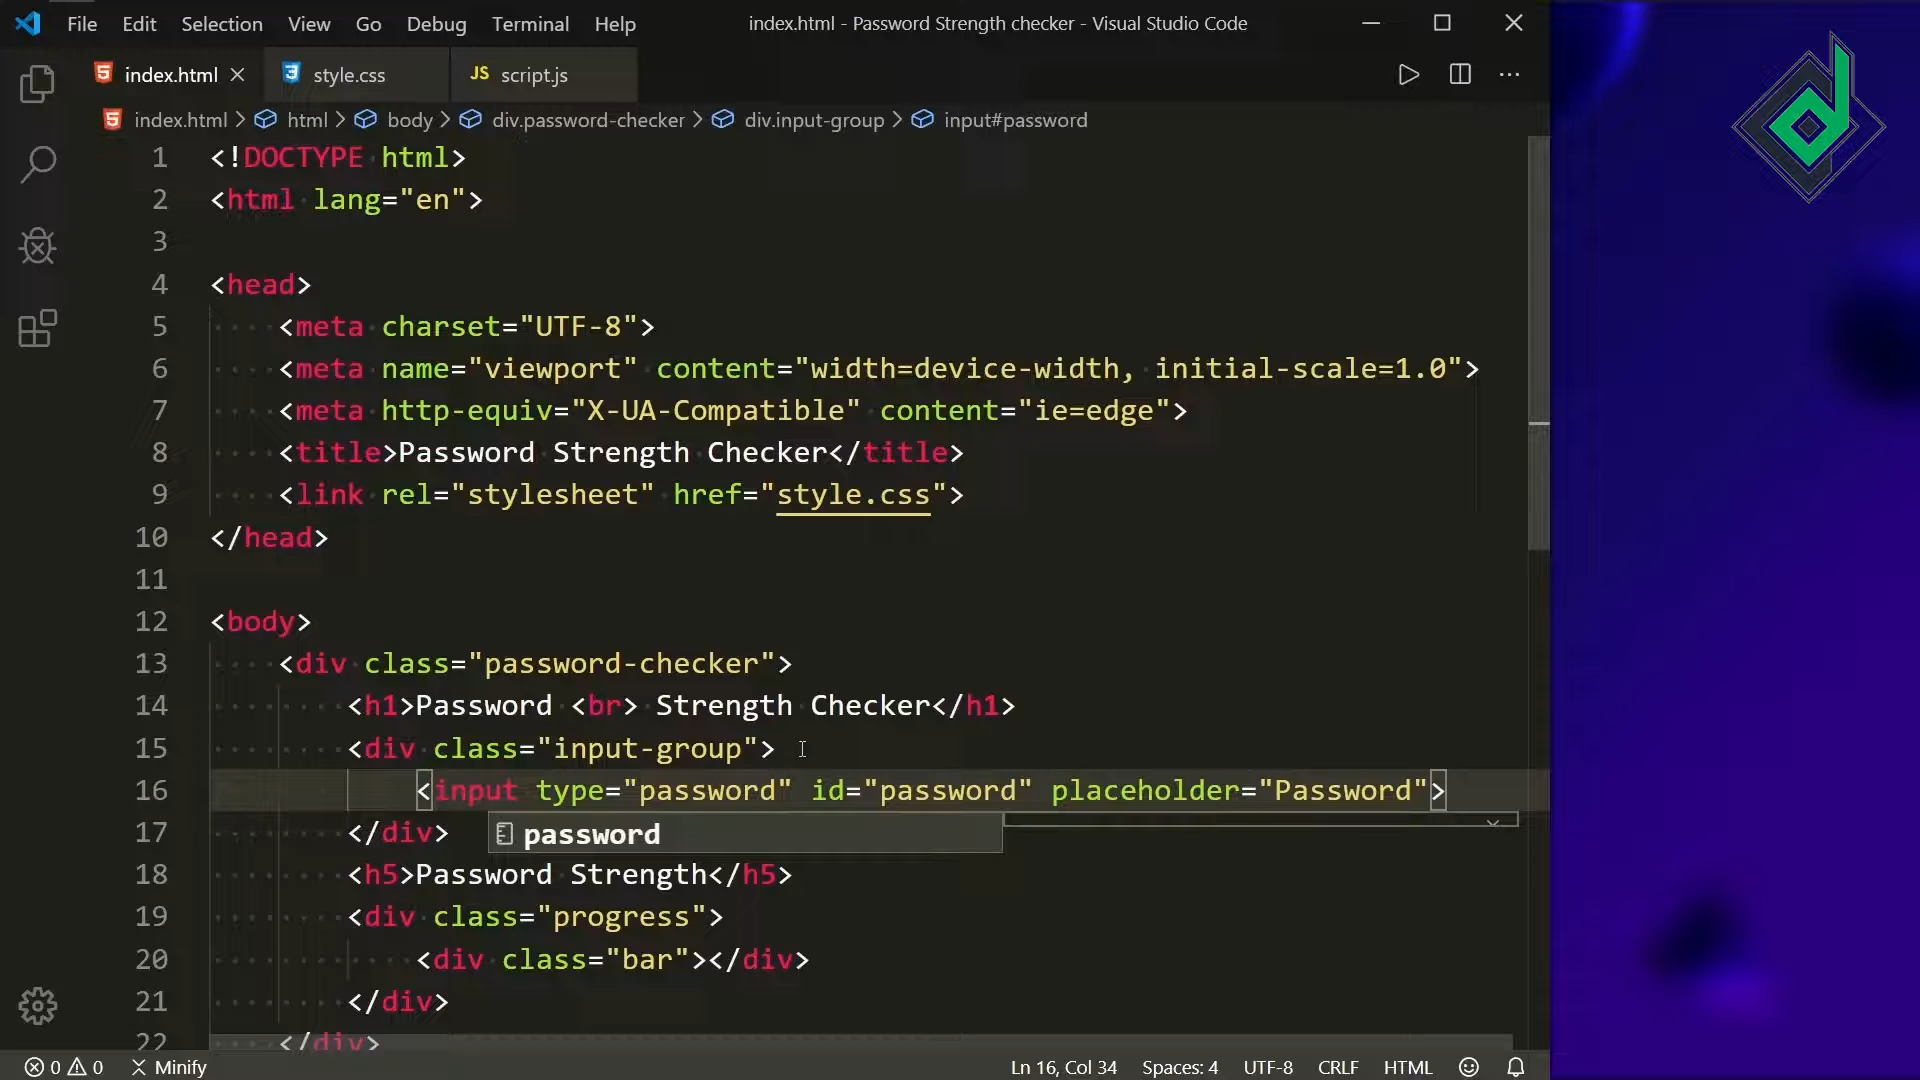 File Edit Selection View Go Debug Terminal Help index.html - Password Strength checker - Visual Studio Code
index.html style.css JS script.js
index.html > html > body > div.password-checker > div.input-group > input#password
1 <!DOCTYPE html>
2 <html lang="en">
3
4 <head>
5 <meta charset="UTF-8">
6 <meta name="viewport" content="width=device-width, initial-scale=1.0">
7 <meta http-equiv="X-UA-Compatible" content="ie=edge">
8 <title>Password Strength Checker</title>
9 <link rel="stylesheet" href="style.css">
10 </head>
11
12 <body>
13 <div class="password-checker">
14 <h1>Password <br> Strength Checker</h1>
15 <div class="input-group">
16 <input type="password" id="password" placeholder="Password">
17 </div>
password
18 <h5>Password Strength</h5>
19 <div class="progress">
20 <div class="bar"></div>
21 </div>
22 </div>
0 0 Minify Ln 16, Col 34 Spaces: 4 UTF-8 CRLF HTML